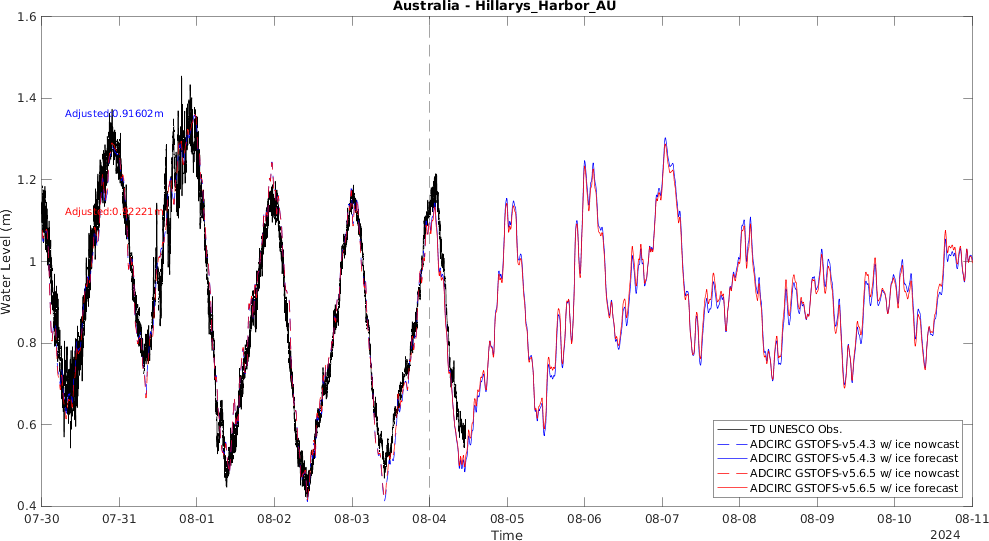 Australia - Hillarys_Harbor_AU
Water Level (m)
1.6
1.4
1.2
1
0.8
0.6
0.4
Adjusted:0.91602m
Adjusted:0.22221m
TD UNESCO Obs.
ADCIRC GSTOFS-v5.4.3 w/ ice nowcast
ADCIRC GSTOFS-v5.4.3 w/ ice forecast
ADCIRC GSTOFS-v5.6.5 w/ ice nowcast
ADCIRC GSTOFS-v5.6.5 w/ ice forecast
07-30 07-31 08-01 08-02 08-03 08-04 08-05 08-06 08-07 08-08 08-09 08-10 08-11
Time
2024